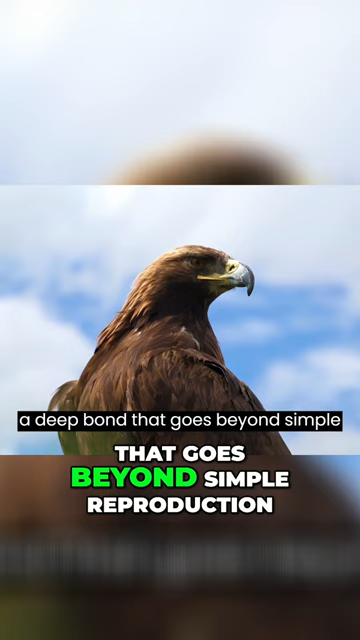 a deep bond that goes beyond simple
THAT GOES
BEYOND SIMPLE
REPRODUCTION